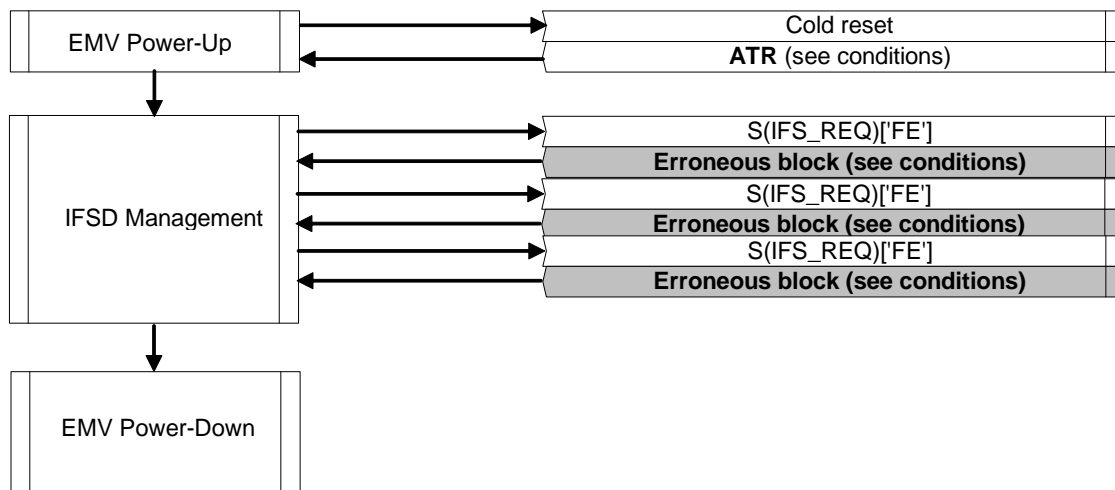 EMV Power-Up
Cold reset
ATR (see conditions)
IFSD Management
S(IFS_REQ)['FE']
Erroneous block (see conditions)
S(IFS_REQ)['FE']
Erroneous block (see conditions)
S(IFS_REQ)['FE']
Erroneous block (see conditions)
EMV Power-Down